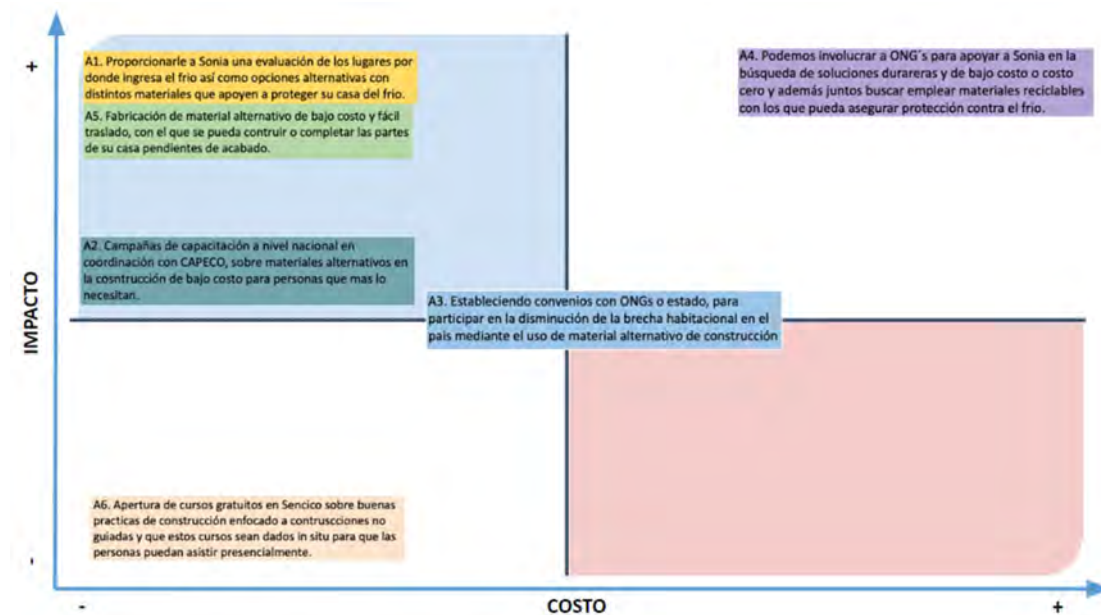 +
A1. Proporcionarle a Sonia una evaluación de los lugares por
donde ingresa el frio así como opciones alternativas con
distintos materiales que apoyen a proteger su casa del frio.
A5. Fabricación de material alternativo de bajo costo y fácil
traslado, con el que se pueda contruir o completar las partes
de su casa pendientes de acabado.
A4. Podemos involucrar a ONG´s para apoyar a Sonia en la
búsqueda de soluciones durareras y de bajo costo o costo
cero y además juntos buscar emplear materiales reciclables
con los que pueda asegurar protección contra el frio.
A2. Campañas de capacitación a nivel nacional en
coordinación con CAPECO, sobre materiales alternativos en
la cosntrucción de bajo costo para personas que mas lo
necesitan.
A3. Estableciendo convenios con ONGs o estado, para
participar en la disminución de la brecha habitacional en el
pais mediante el uso de material alternativo de construcción
IMPACTO
A6. Apertura de cursos gratuitos en Sencico sobre buenas
practicas de construcción enfocado a contruscciones no
guiadas y que estos cursos sean dados in situ para que las
personas puedan asistir presencialmente.
-
- COSTO +